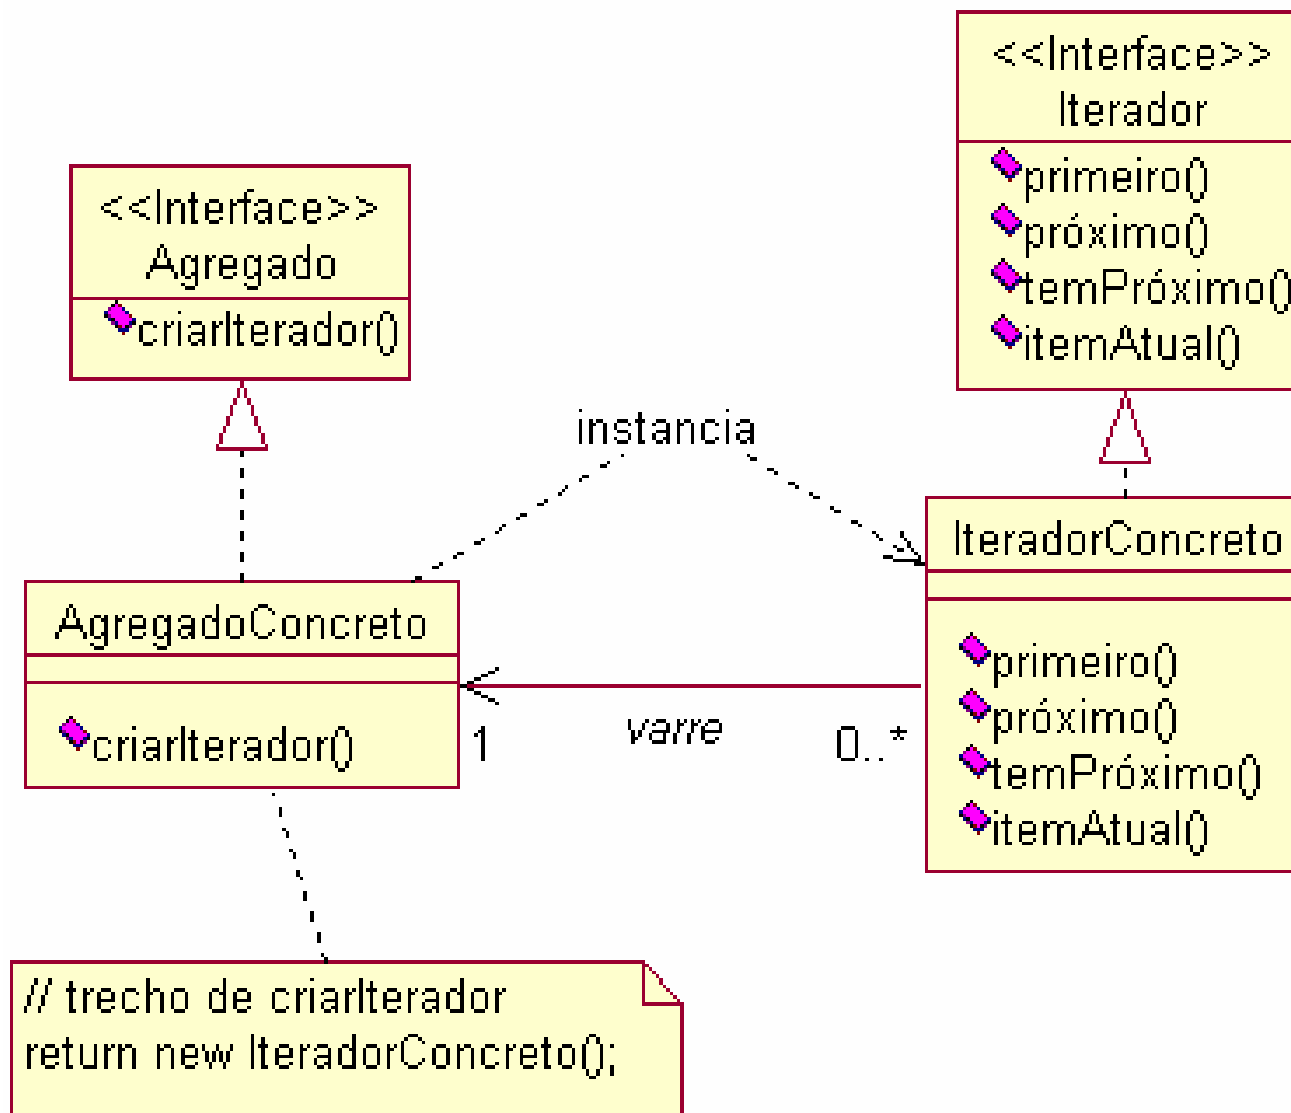 <<Interface>>
Iterador
primeiro()
próximo()
temPróximo()
itemAtual()
<<Interface>>
Agregado
criarIterador()
instancia
IteradorConcreto
primeiro()
próximo()
temPróximo()
itemAtual()
AgregadoConcreto
criarIterador()
1
varre
0..*
// trecho de criarIterador
return new IteradorConcreto();